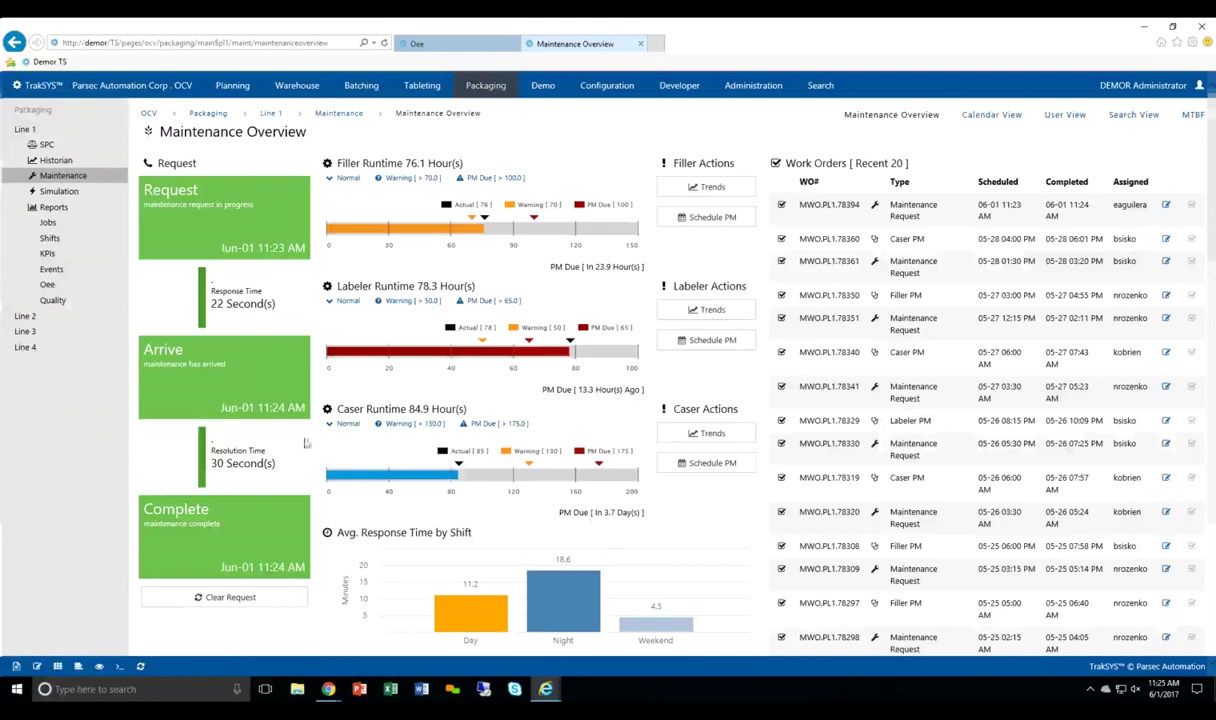 http://demor/TS/pages/ocv/packaging/main$pl1/maint/maintenanceoverview
Oee
Maintenance Overview
Demor TS
TrakSYS™ Parsec Automation Corp . OCV
Planning
Warehouse
Batching
Tableting
Packaging
Demo
Configuration
Developer
Administration
Search
DEMOR Administrator
Packaging
Line 1
SPC
Historian
Maintenance
Simulation
Reports
Jobs
Shifts
KPIs
Events
Oee
Quality
Line 2
Line 3
Line 4
OCV > Packaging > Line 1 > Maintenance > Maintenance Overview
Maintenance Overview
Calendar View
User View
Search View
MTBF
Maintenance Overview
Request
Request
maintenance request in progress
Jun-01 11:23 AM
Response Time
22 Second(s)
Arrive
maintenance has arrived
Jun-01 11:24 AM
Resolution Time
30 Second(s)
Complete
maintenance complete
Jun-01 11:24 AM
Clear Request
Filler Runtime 76.1 Hour(s)
Normal
Warning [ > 70.0 ]
PM Due [ > 100.0 ]
Actual [ 76 ]
Warning [ 70 ]
PM Due [ 100 ]
0 30 60 90 120 150
PM Due [ In 23.9 Hour(s) ]
Labeler Runtime 78.3 Hour(s)
Normal
Warning [ > 50.0 ]
PM Due [ > 65.0 ]
Actual [ 78 ]
Warning [ 50 ]
PM Due [ 65 ]
0 20 40 60 80 100
PM Due [ 13.3 Hour(s) Ago ]
Caser Runtime 84.9 Hour(s)
Normal
Warning [ > 130.0 ]
PM Due [ > 175.0 ]
Actual [ 85 ]
Warning [ 130 ]
PM Due [ 175 ]
0 40 80 120 160 200
PM Due [ In 3.7 Day(s) ]
Avg. Response Time by Shift
Minutes
20
15
10
5
11.2
18.6
4.5
Day
Night
Weekend
Filler Actions
Trends
Schedule PM
Labeler Actions
Trends
Schedule PM
Caser Actions
Trends
Schedule PM
Work Orders [ Recent 20 ]
WO# Type Scheduled Completed Assigned
MWO.PL1.78394 Maintenance Request 06-01 11:23 AM 06-01 11:24 AM eaguilera
MWO.PL1.78360 Caser PM 05-28 04:00 PM 05-28 06:01 PM bsisko
MWO.PL1.78361 Maintenance Request 05-28 01:30 PM 05-28 03:20 PM bsisko
MWO.PL1.78350 Filler PM 05-27 03:00 PM 05-27 04:55 PM nrozenko
MWO.PL1.78351 Maintenance Request 05-27 12:15 PM 05-27 02:11 PM nrozenko
MWO.PL1.78340 Caser PM 05-27 06:00 AM 05-27 07:43 AM kobrien
MWO.PL1.78341 Maintenance Request 05-27 03:30 AM 05-27 05:23 AM nrozenko
MWO.PL1.78329 Labeler PM 05-26 08:15 PM 05-26 10:09 PM bsisko
MWO.PL1.78330 Maintenance Request 05-26 05:30 PM 05-26 07:25 PM bsisko
MWO.PL1.78319 Caser PM 05-26 06:00 AM 05-26 07:57 AM kobrien
MWO.PL1.78320 Maintenance Request 05-26 03:30 AM 05-26 05:24 AM kobrien
MWO.PL1.78308 Filler PM 05-25 06:00 PM 05-25 07:58 PM bsisko
MWO.PL1.78309 Maintenance Request 05-25 03:15 PM 05-25 05:14 PM nrozenko
MWO.PL1.78297 Filler PM 05-25 05:00 AM 05-25 06:40 AM nrozenko
MWO.PL1.78298 Maintenance Request 05-25 02:15 AM 05-25 04:05 AM nrozenko
TrakSYS™ © Parsec Automation
Type here to search
11:25 AM
6/1/2017